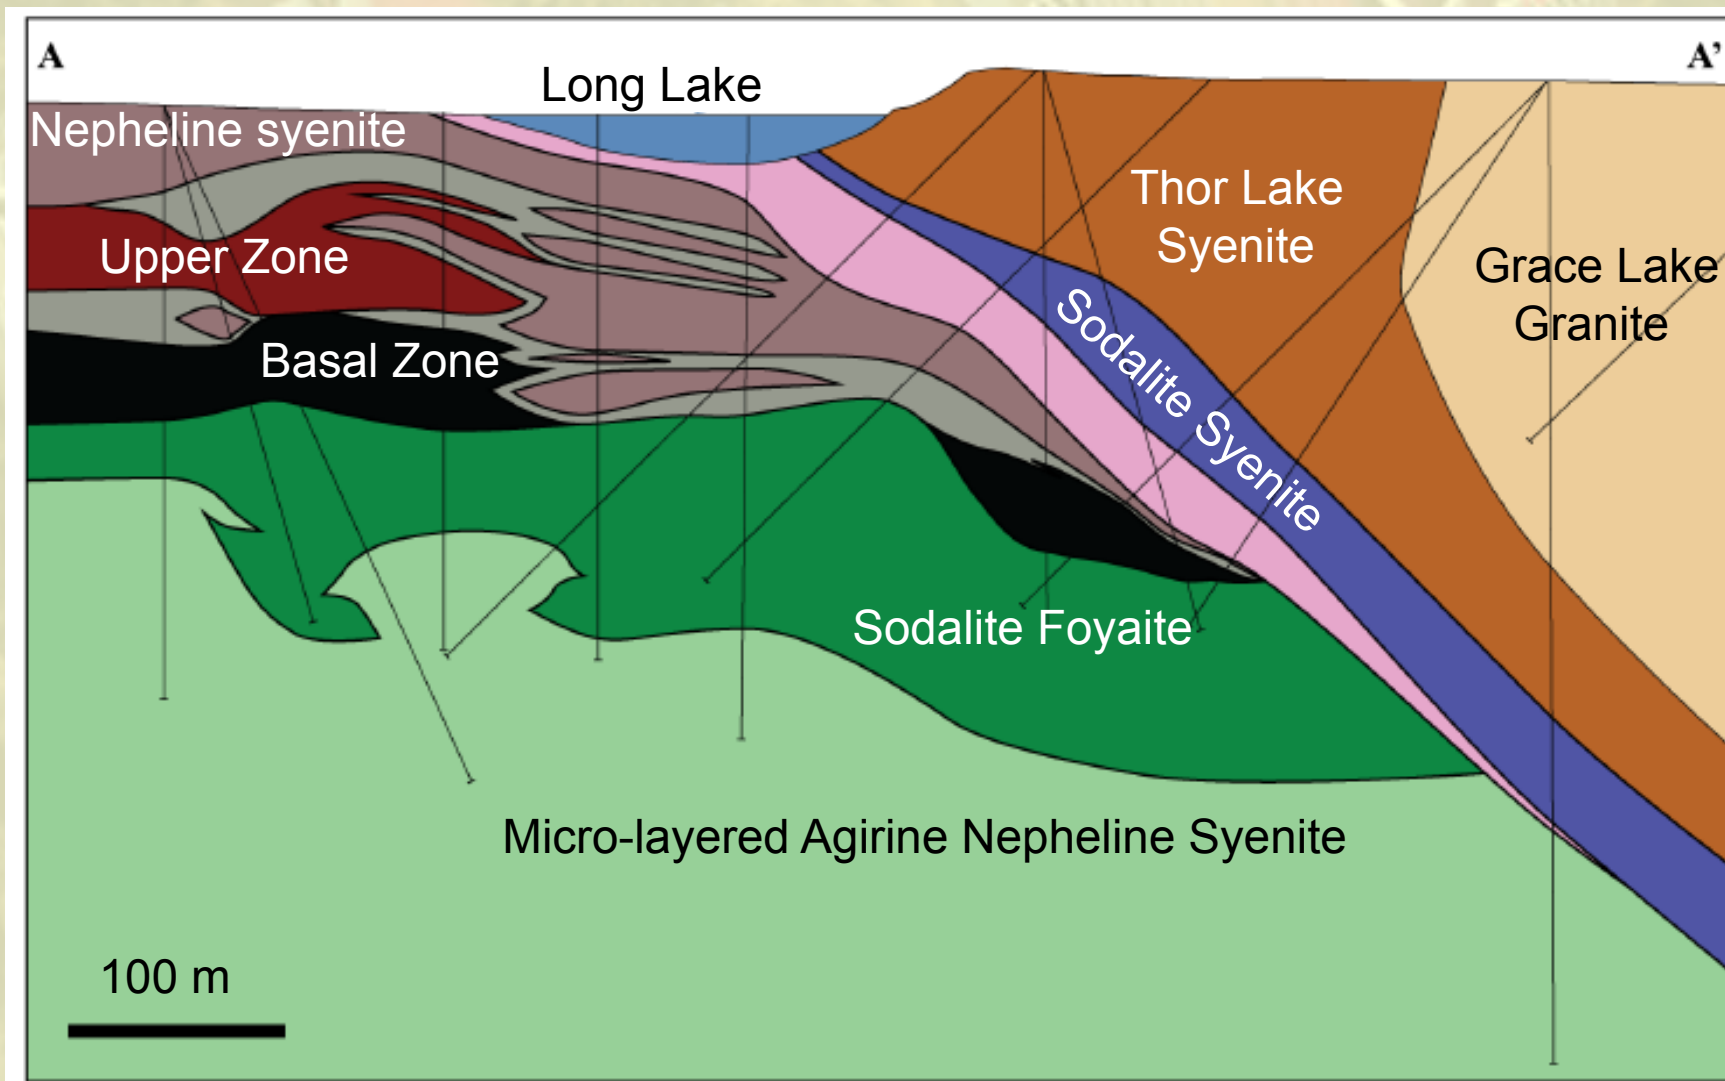 A
A'
Long Lake
Nepheline syenite
Thor Lake
Syenite
Upper Zone
Grace Lake
Granite
Basal Zone
Sodalite Syenite
Sodalite Foyaite
Micro-layered Agirine Nepheline Syenite
100 m